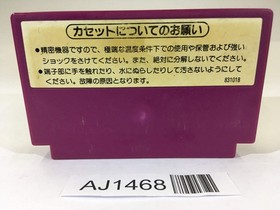 カセットについてのお願い
●精密機器ですので、極端な温度条件下での使用や保管および強い
ショックをさけてください。また、絶対に分解しないでください。
●端子部に手を触れたり、水にぬらしたりして汚さないようにして
ください。故障の原因となります。
831018
AJ1468